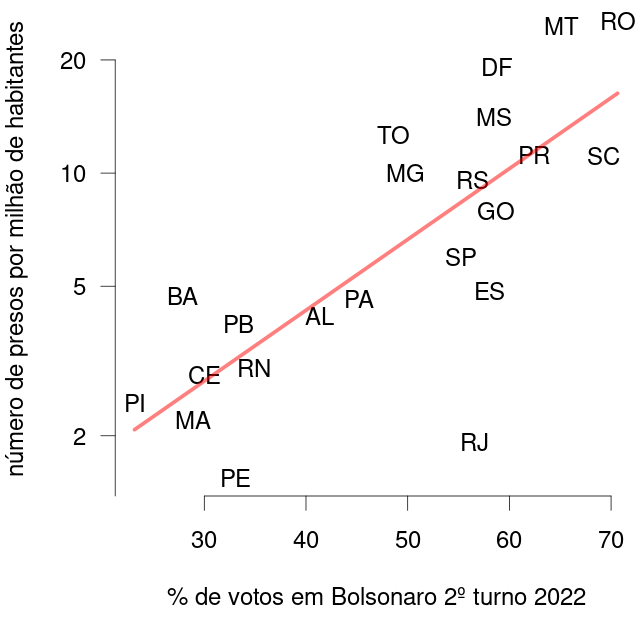 MT RO
20
DF
MS
TO
10
MG
RS
PR
SC
GO
SP
5
ES
BA
PA
AL
PB
RN
CE
PI
MA
2
RJ
PE
número de presos por milhão de habitantes
30 40 50 60 70
% de votos em Bolsonaro 2º turno 2022